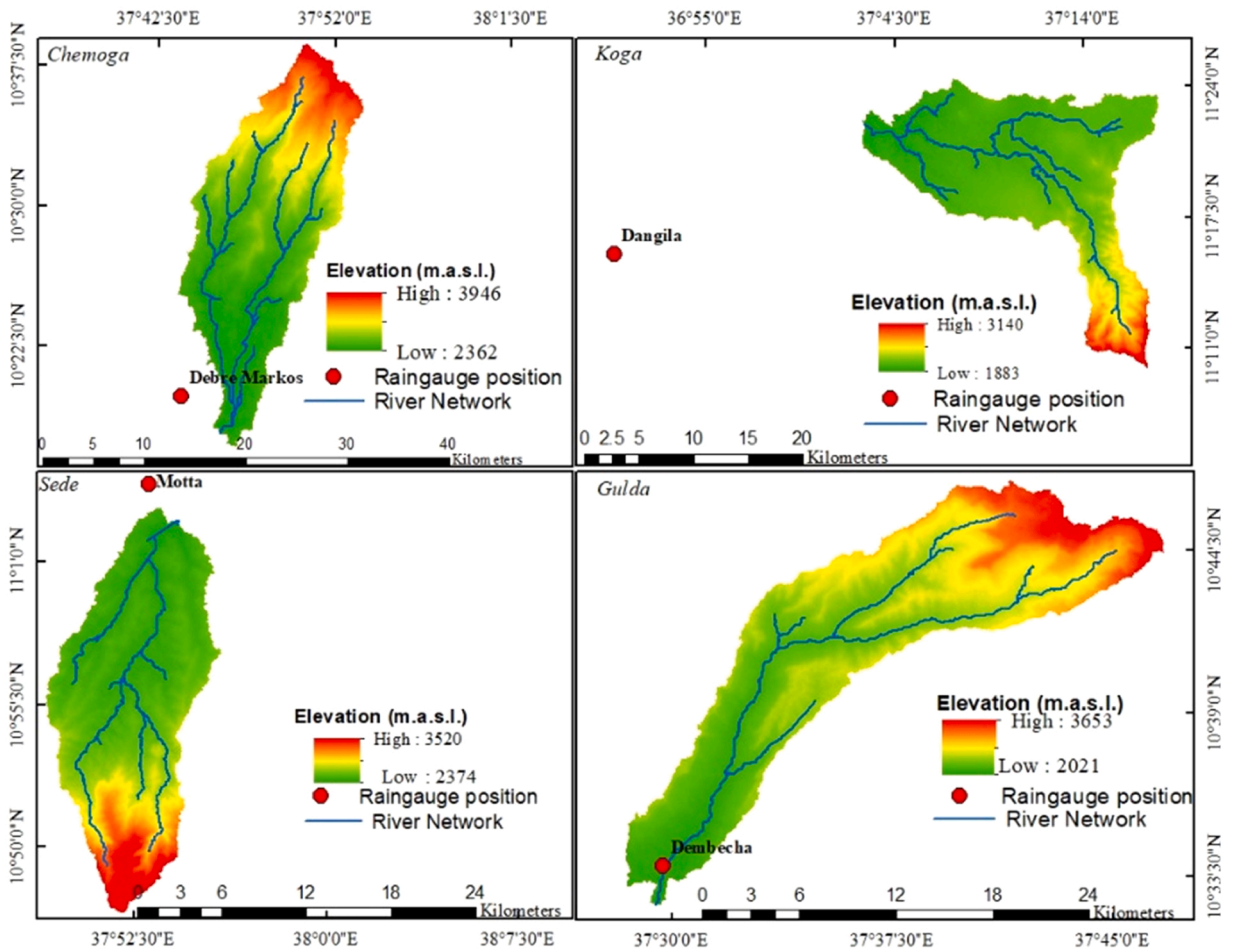 37°42'30"E 37°52'0"E 38°1'30"E 36°55'0"E 37°4'30"E 37°14'0"E
Chemoga
10°37'30"N
10°30'0"N
10°22'30"N
Elevation (m.a.s.l.)
High : 3946
Low : 2362
Debre Markos
Raingauge position
River Network
0 5 10 20 30 40
Kilometers
Koga
11°24'0"N
11°17'30"N
11°11'0"N
Dangila
Elevation (m.a.s.l.)
High : 3140
Low : 1883
Raingauge position
River Network
0 2.5 5 10 15 20
Kilometers
Sede
Motta
11°1'0"N
10°55'30"N
10°50'0"N
Elevation (m.a.s.l.)
High : 3520
Low : 2374
Raingauge position
River Network
0 3 6 12 18 24
Kilometers
Gulda
10°44'30"N
10°39'0"N
10°33'30"N
Elevation (m.a.s.l.)
High : 3653
Low : 2021
Raingauge position
River Network
Dembecha
0 3 6 12 18 24
Kilometers
37°52'30"E 38°0'0"E 38°7'30"E 37°30'0"E 37°37'30"E 37°45'0"E